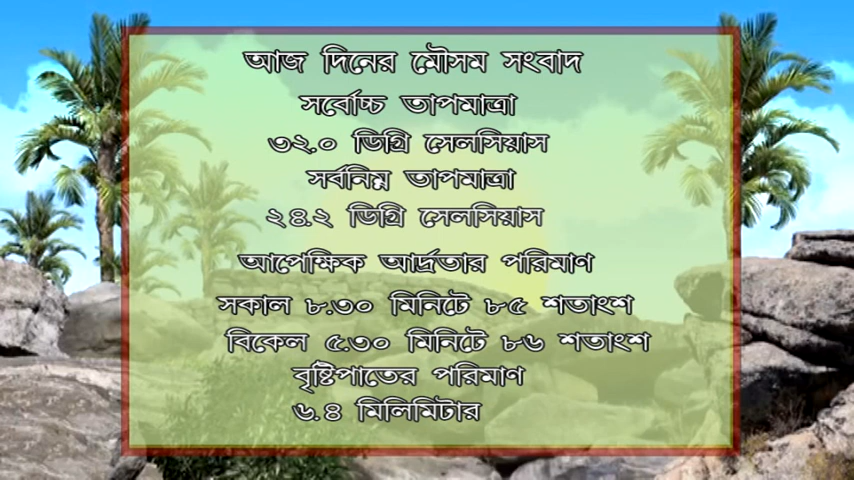 আজ দিনের মৌসম সংবাদ
সর্বোচ্চ তাপমাত্রা
৩২.০ ডিগ্রি সেলসিয়াস
সর্বনিম্ন তাপমাত্রা
২৪.২ ডিগ্রি সেলসিয়াস
আপেক্ষিক আর্দ্রতার পরিমাণ
সকাল ৮.৩০ মিনিটে ৮৫ শতাংশ
বিকেল ৫.৩০ মিনিটে ৮৬ শতাংশ
বৃষ্টিপাতের পরিমাণ
৬.৪ মিলিমিটার